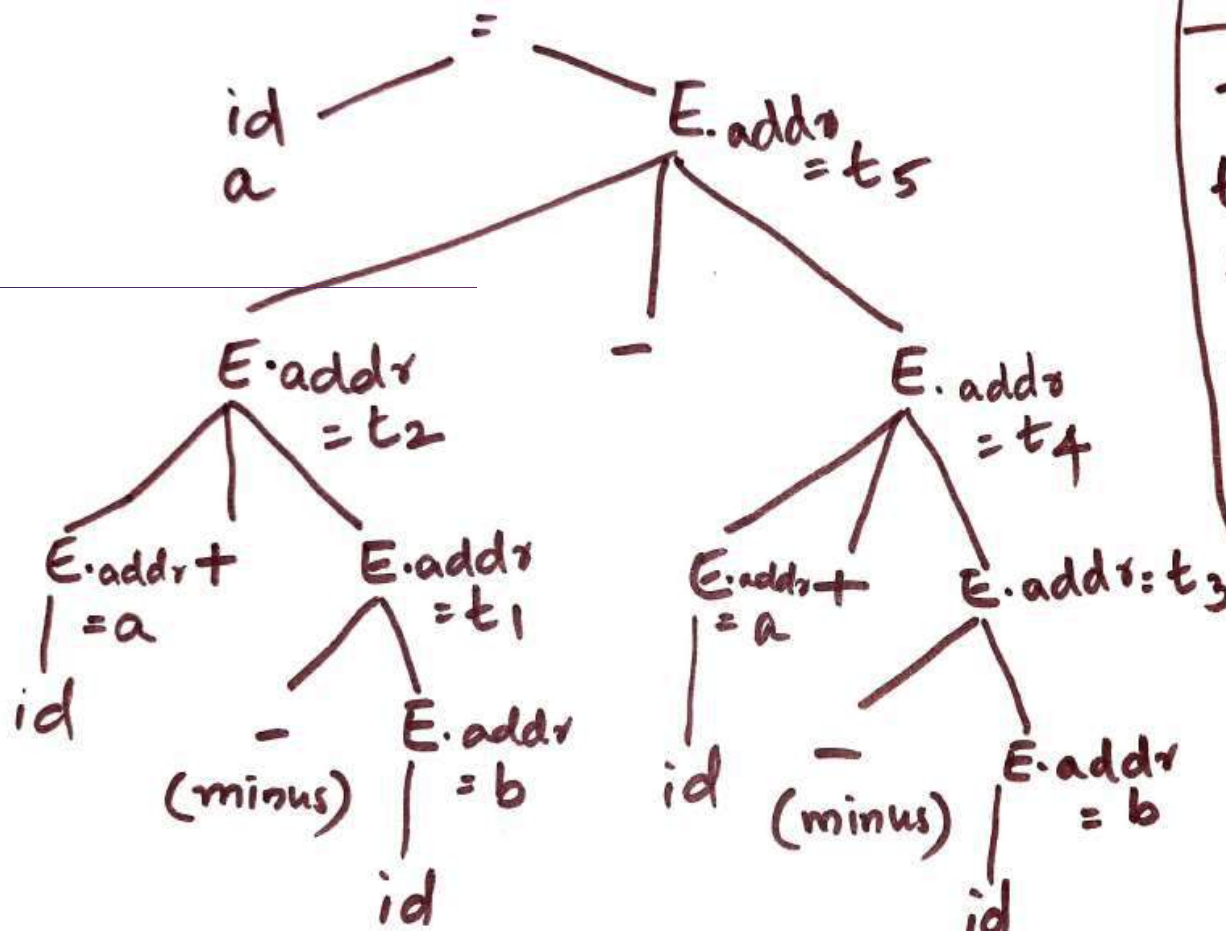 =
id E.addr
a = t5
E.addr - E.addr
= t2 = t4
E.addr + E.addr E.addr + E.addr = t3
= a = t1 = a
id - E.addr id - E.addr
(minus) = b (minus) = b
id id